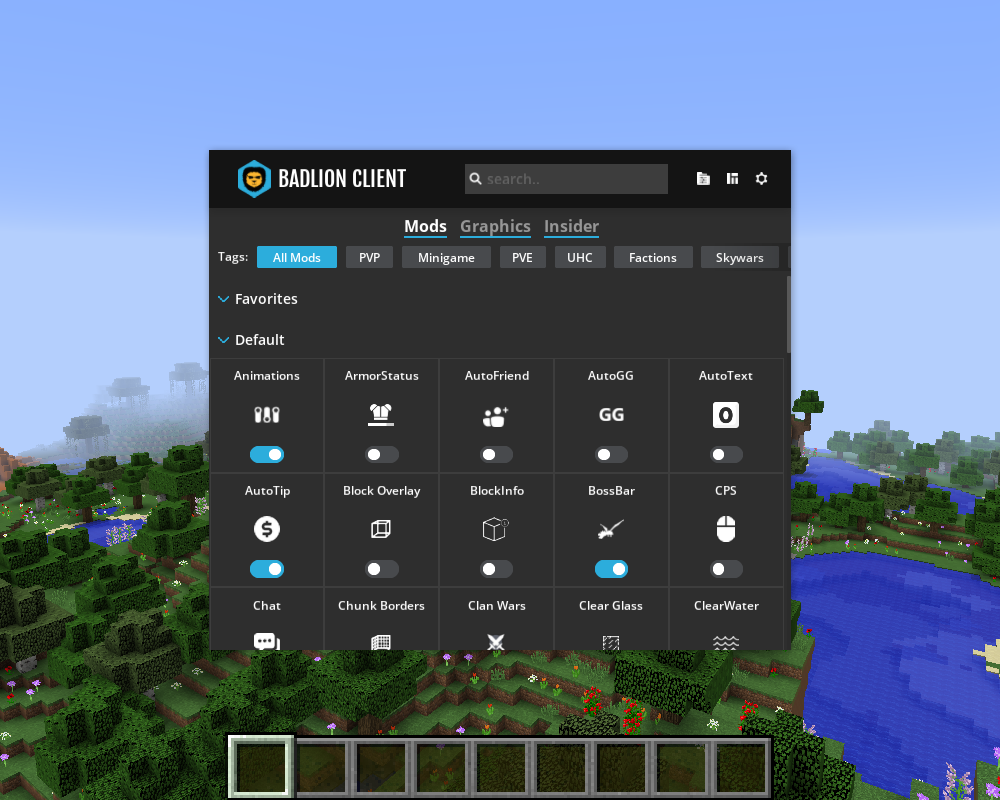 BADLION CLIENT
search..
Mods Graphics Insider
Tags: All Mods PVP Minigame PVE UHC Factions Skywars
Favorites
Default
Animations ArmorStatus AutoFriend AutoGG AutoText
GG
AutoTip Block Overlay BlockInfo BossBar CPS
$
Chat Chunk Borders Clan Wars Clear Glass ClearWater